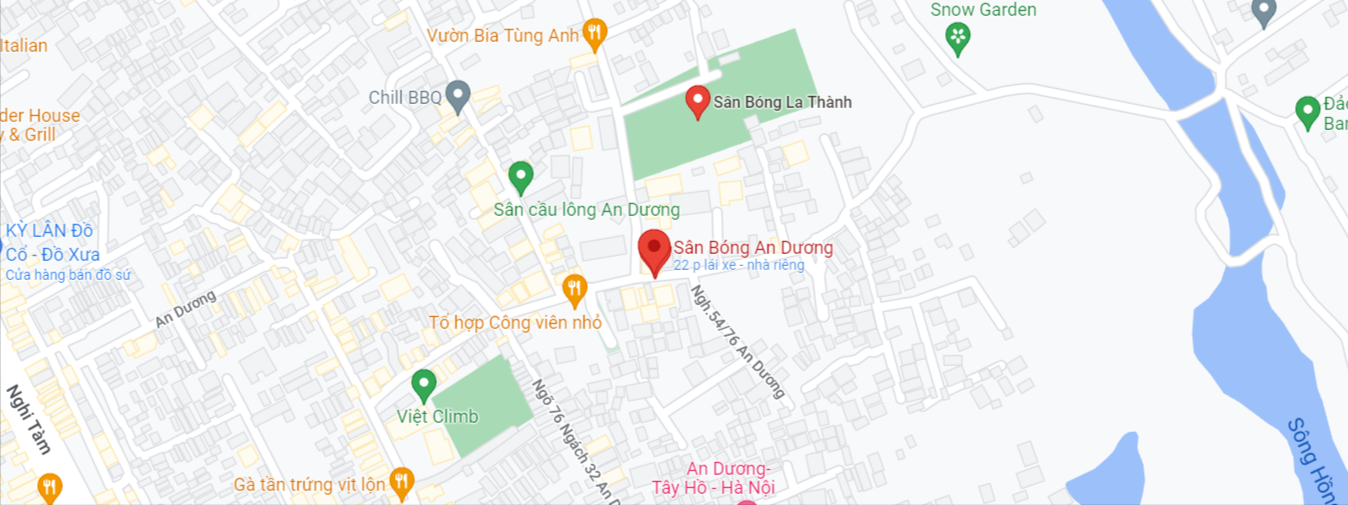 Snow Garden
Vườn Bia Tùng Anh
Italian
Chill BBQ
Sân Bóng La Thành
der House
y & Grill
Đảo
Bar
Sân cầu lông An Dương
KỲ LÂN Đồ
Cổ - Đồ Xưa
Cửa hàng bán đồ sứ
Sân Bóng An Dương
22 p lái xe - nhà riêng
An Dương
Tổ hợp Công viên nhỏ
Ngh.54/76 An Dương
Nghi Tàm
Việt Climb
Ngõ 76 Ngách 32 An D
Sông Hồng
An Dương-
Tây Hồ - Hà Nội
Gà tần trứng vịt lộn